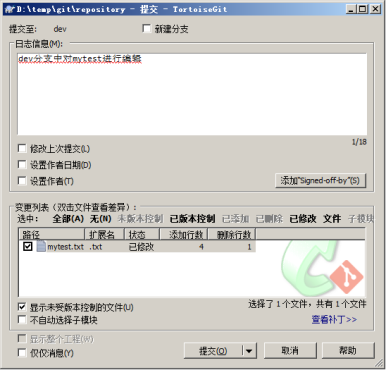 D:\temp\git\repository - 提交 - TortoiseGit
提交至: dev 新建分支
日志信息(M):
dev分支中对mytest进行编辑
1/18
修改上次提交(L)
设置作者日期(D)
设置作者(T)
添加"Signed-off-by"(S)
变更列表（双击文件查看差异）:
选中: 全部(A) 无(N) 未版本控制 已版本控制 已添加 已删除 已修改 文件 子模块
路径 扩展名 状态 添加行数 删除行数
mytest.txt .txt 已修改 4 1
显示未受版本控制的文件(U)
选择了 1 个文件，共有 1 个文件
不自动选择子模块
查看补丁>>
显示整个工程(W)
仅仅消息(Y)
提交(O) 取消 帮助